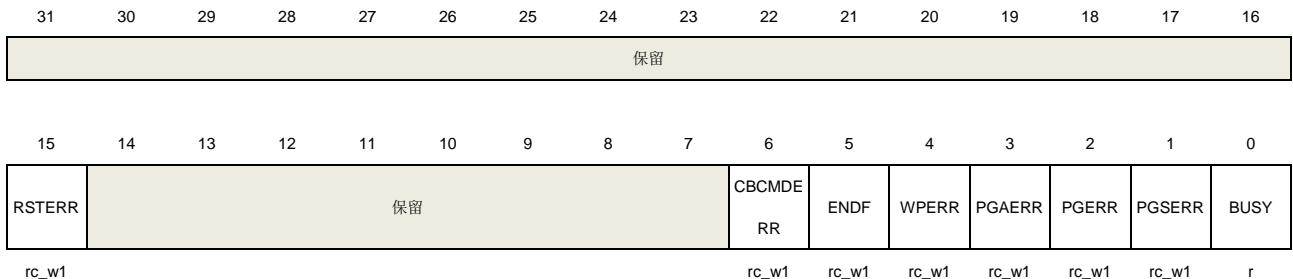 31 30 29 28 27 26 25 24 23 22 21 20 19 18 17 16
保留
15 14 13 12 11 10 9 8 7 6 5 4 3 2 1 0
RSTERR 保留 CBCMDE
RR ENDF WPERR PGAERR PGERR PGSERR BUSY
rc_w1 rc_w1 rc_w1 rc_w1 rc_w1 rc_w1 rc_w1 r